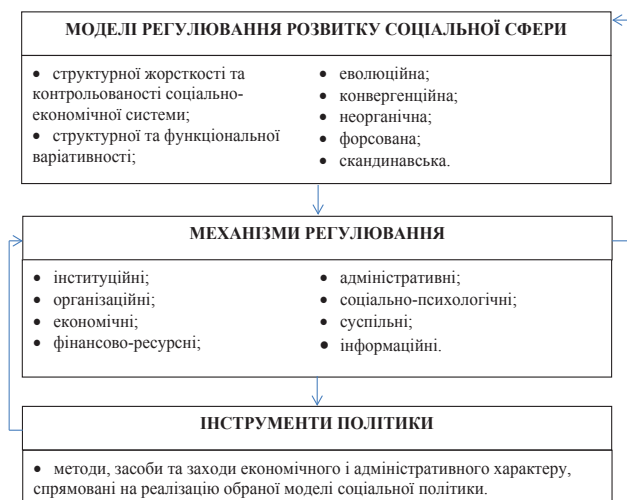 МОДЕЛІ РЕГУЛЮВАННЯ РОЗВИТКУ СОЦІАЛЬНОЇ СФЕРИ
• структурної жорсткості та
контрольованості соціально-
економічної системи;
• структурної та функціональної
варіативності;
• еволюційна;
• конвергенційна;
• неорганічна;
• форсована;
• скандинавська.
МЕХАНІЗМИ РЕГУЛЮВАННЯ
• інституційні;
• організаційні;
• економічні;
• фінансово-ресурсні;
• адміністративні;
• соціально-психологічні;
• суспільні;
• інформаційні.
ІНСТРУМЕНТИ ПОЛІТИКИ
• методи, засоби та заходи економічного і адміністративного характеру,
спрямовані на реалізацію обраної моделі соціальної політики.